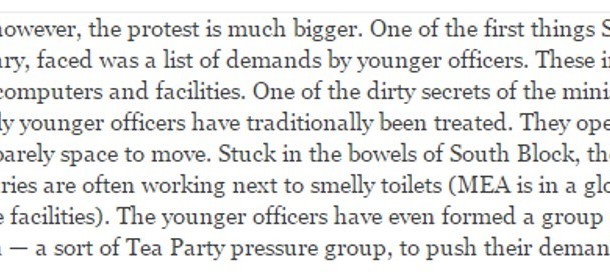 however, the protest is much bigger. One of the first things S
ary, faced was a list of demands by younger officers. These i
computers and facilities. One of the dirty secrets of the mini
ly younger officers have traditionally been treated. They ope
barely space to move. Stuck in the bowels of South Block, th
ries are often working next to smelly toilets (MEA is in a glo
e facilities). The younger officers have even formed a group
— a sort of Tea Party pressure group, to push their deman